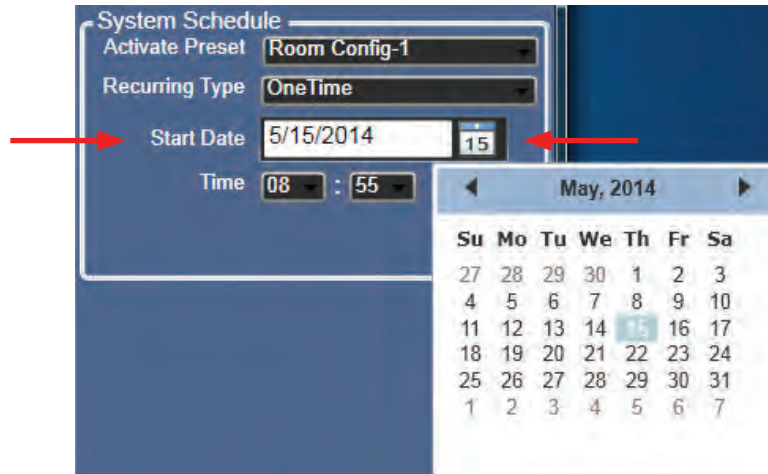 System Schedule
Activate Preset Room Config-1
Recurring Type OneTime
Start Date 5/15/2014 15
Time 08 : 55
May, 2014
Su Mo Tu We Th Fr Sa
27 28 29 30 1 2 3
4 5 6 7 8 9 10
11 12 13 14 15 16 17
18 19 20 21 22 23 24
25 26 27 28 29 30 31
1 2 3 4 5 6 7